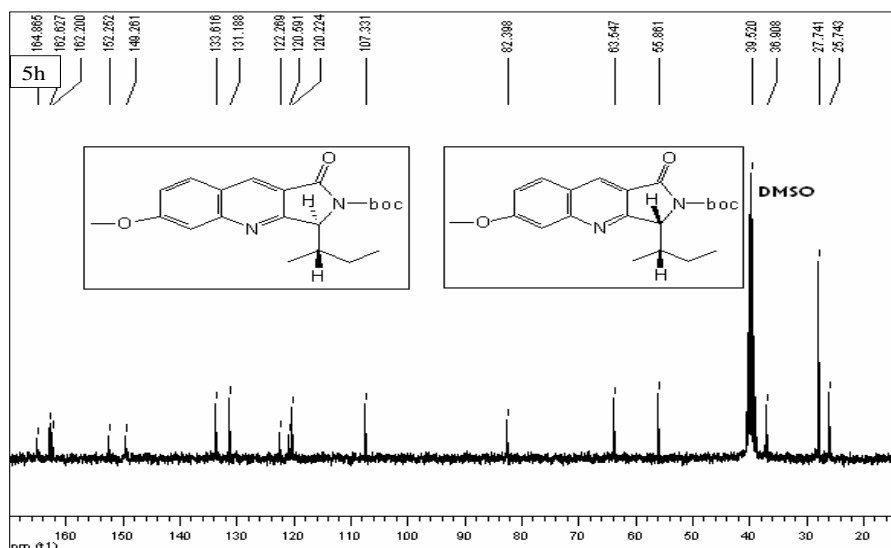 164.865
162.627
162.200
152.252
149.261
133.616
131.188
122.269
120.591
120.224
107.331
82.398
63.547
55.861
39.520
36.908
27.741
25.743
5h
O
H
N
boc
O
N
H
O
H
N
boc
O
N
H
DMSO
160 150 140 130 120 110 100 90 80 70 60 50 40 30 20